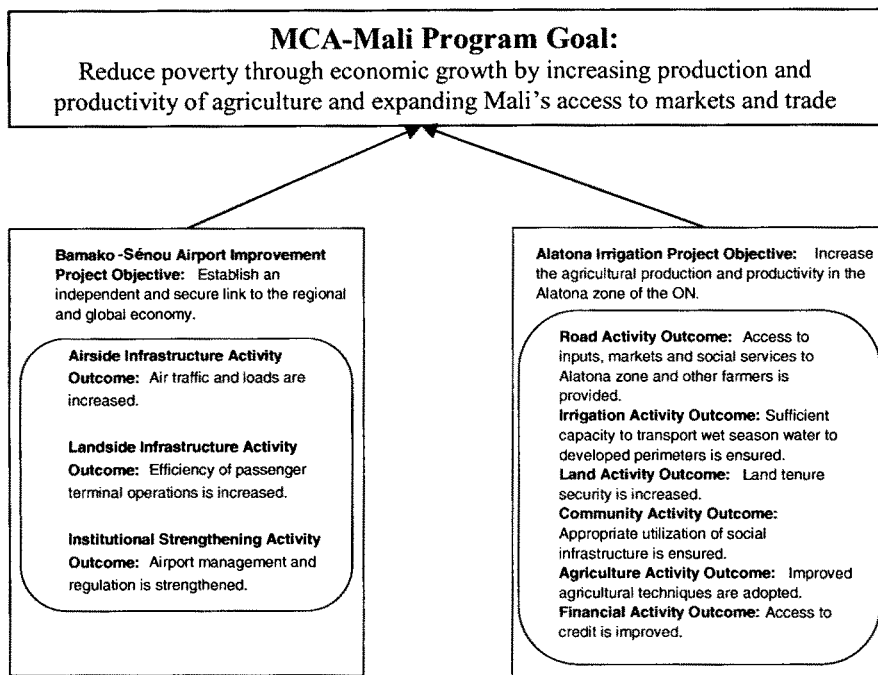 MCA-Mali Program Goal:
Reduce poverty through economic growth by increasing production and
productivity of agriculture and expanding Mali's access to markets and trade
Bamako-Sénou Airport Improvement
Project Objective: Establish an
independent and secure link to the regional
and global economy.
Airside Infrastructure Activity
Outcome: Air traffic and loads are
increased.
Landside Infrastructure Activity
Outcome: Efficiency of passenger
terminal operations is increased.
Institutional Strengthening Activity
Outcome: Airport management and
regulation is strengthened.
Alatona Irrigation Project Objective: Increase
the agricultural production and productivity in the
Alatona zone of the ON.
Road Activity Outcome: Access to
inputs, markets and social services to
Alatona zone and other farmers is
provided.
Irrigation Activity Outcome: Sufficient
capacity to transport wet season water to
developed perimeters is ensured.
Land Activity Outcome: Land tenure
security is increased.
Community Activity Outcome:
Appropriate utilization of social
infrastructure is ensured.
Agriculture Activity Outcome: Improved
agricultural techniques are adopted.
Financial Activity Outcome: Access to
credit is improved.